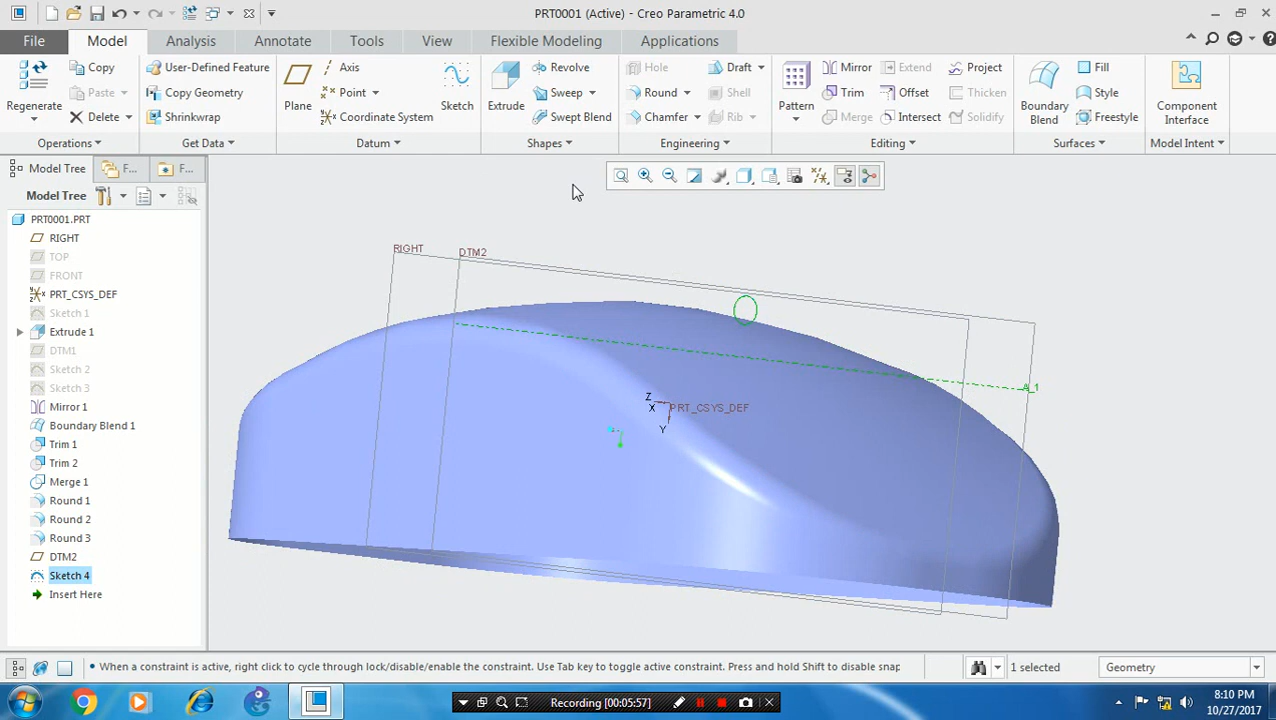 PRT0001 (Active) - Creo Parametric 4.0
File Model Analysis Annotate Tools View Flexible Modeling Applications
Regenerate
Copy
Paste
Delete
Operations
User-Defined Feature
Copy Geometry
Shrinkwrap
Get Data
Plane
Axis
Point
Coordinate System
Sketch
Datum
Extrude
Revolve
Sweep
Swept Blend
Shapes
Hole
Round
Chamfer
Draft
Shell
Rib
Engineering
Pattern
Mirror
Trim
Merge
Extend
Offset
Intersect
Project
Thicken
Solidify
Editing
Boundary
Blend
Fill
Style
Freestyle
Surfaces
Component
Interface
Model Intent
Model Tree F... F...
Model Tree
PRT0001.PRT
RIGHT
TOP
FRONT
PRT_CSYS_DEF
Sketch 1
Extrude 1
DTM1
Sketch 2
Sketch 3
Mirror 1
Boundary Blend 1
Trim 1
Trim 2
Merge 1
Round 1
Round 2
Round 3
DTM2
Sketch 4
Insert Here
RIGHT
DTM2
A_1
Z
X PRT_CSYS_DEF
Y
When a constraint is active, right click to cycle through lock/disable/enable the constraint. Use Tab key to toggle active constraint. Press and hold Shift to disable snap
1 selected
Geometry
Recording [00:05:57]
8:10 PM
10/27/2017